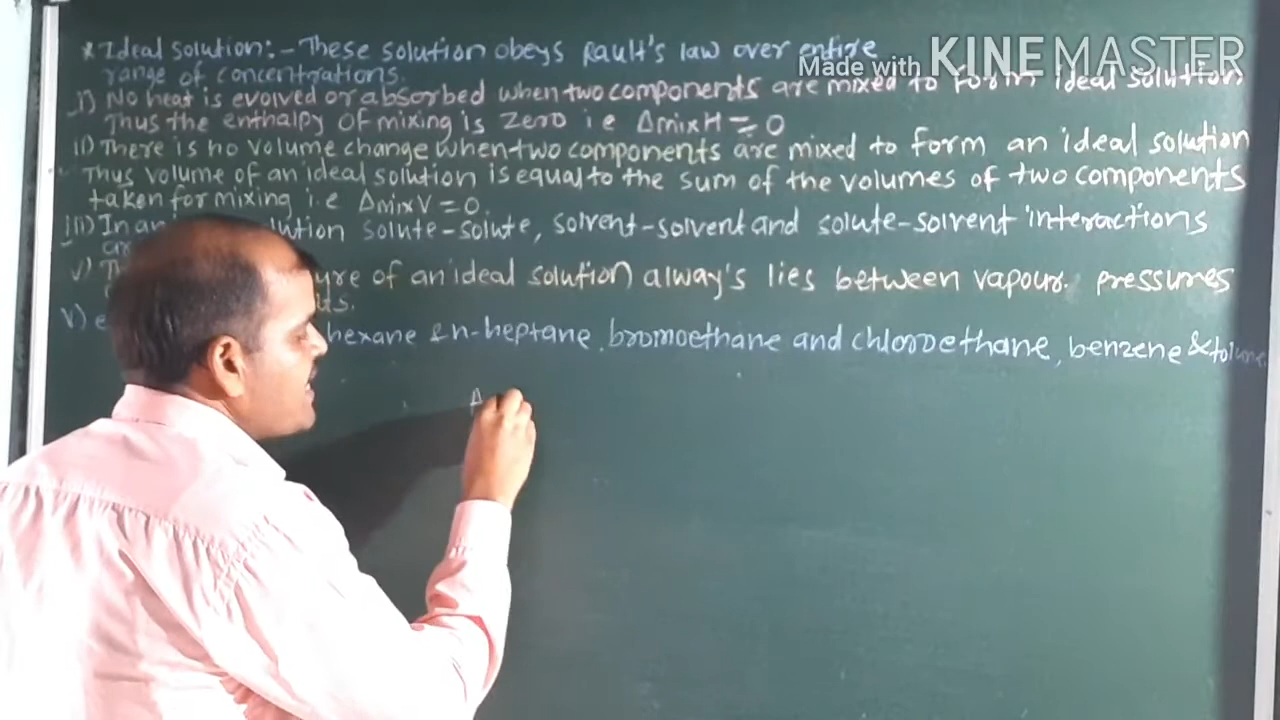 * Ideal solution:- These solution obeys Rault's law over entire
range of concentrations.
Made with KINEMASTER
i) No heat is evolved or absorbed when two components are mixed to form ideal solution
Thus the enthalpy of mixing is zero i.e ΔmixH = 0
ii) There is no volume change when two components are mixed to form an ideal solution
Thus volume of an ideal solution is equal to the sum of the volumes of two components
taken for mixing i.e ΔmixV = 0
iii) In an solute-solute, solvent-solvent and solute-solvent interactions
v) of an ideal solution alway's lies between vapour pressures
v) hexane & n-heptane, bromoethane and chloroethane, benzene &
A